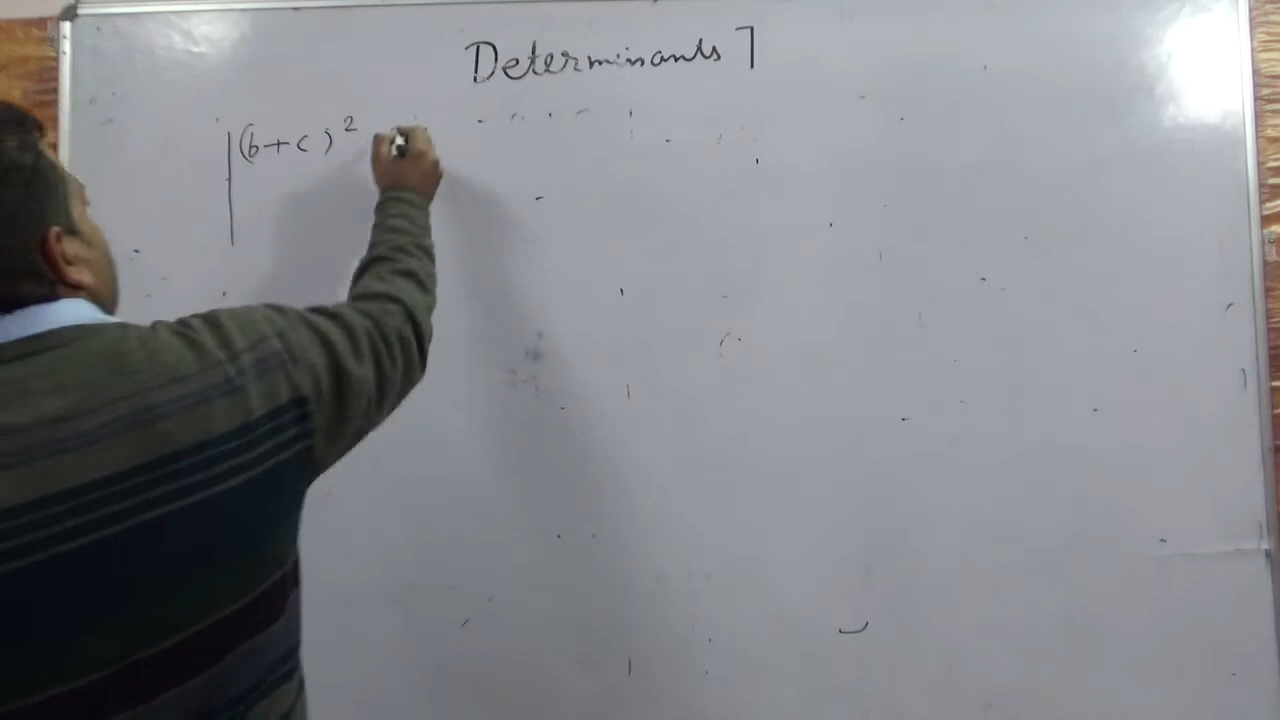 Determinants 7
|(b+c)²